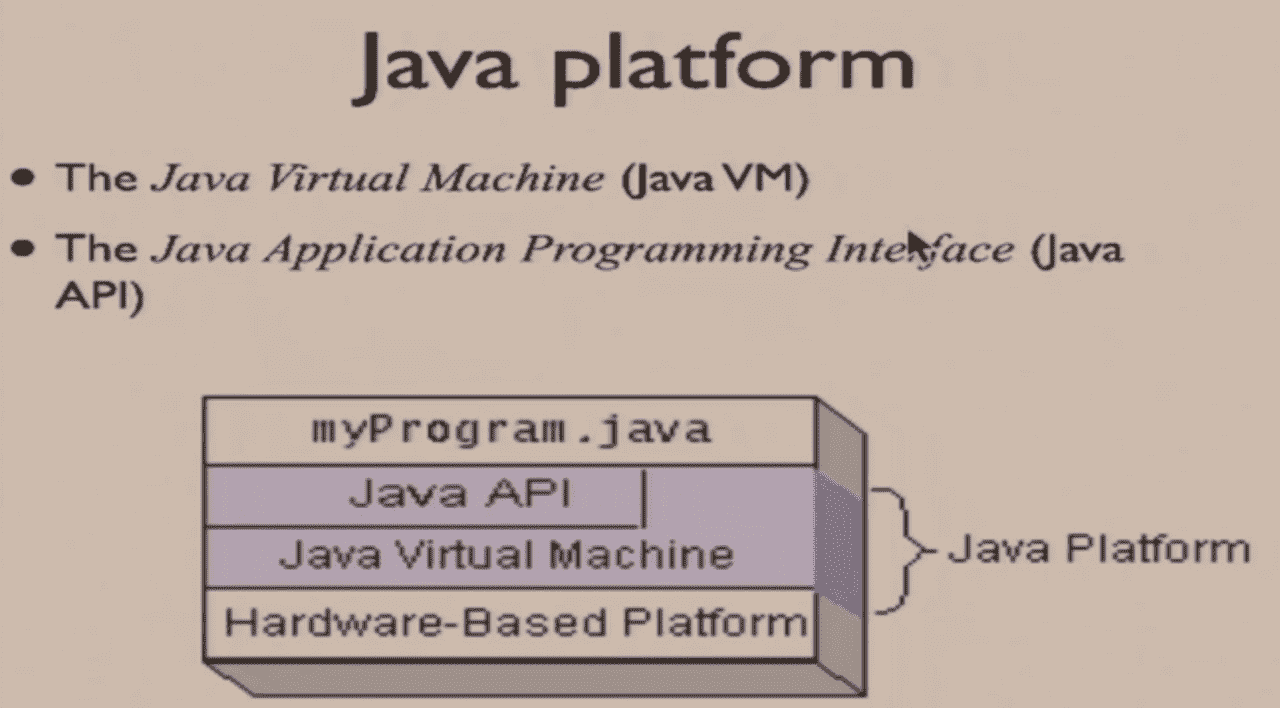 Java platform
• The Java Virtual Machine (Java VM)
• The Java Application Programming Interface (Java
API)
myProgram.java
Java API
Java Virtual Machine
Hardware-Based Platform
Java Platform